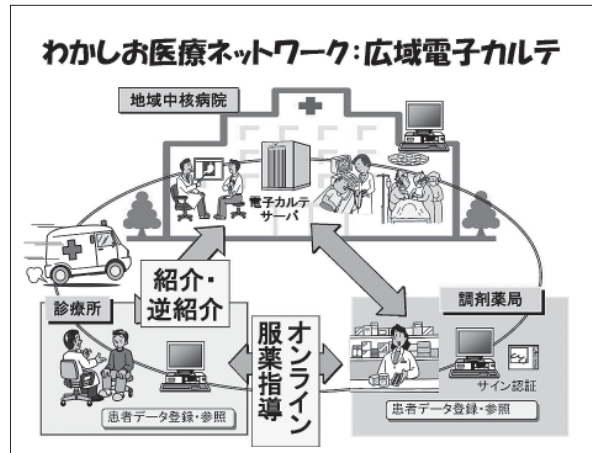 わかしお医療ネットワーク：広域電子カルテ
地域中核病院
電子カルテ
サーバ
紹介・
逆紹介
診療所
調剤薬局
オンライン
服薬指導
サイン認証
患者データ登録・参照
患者データ登録・参照